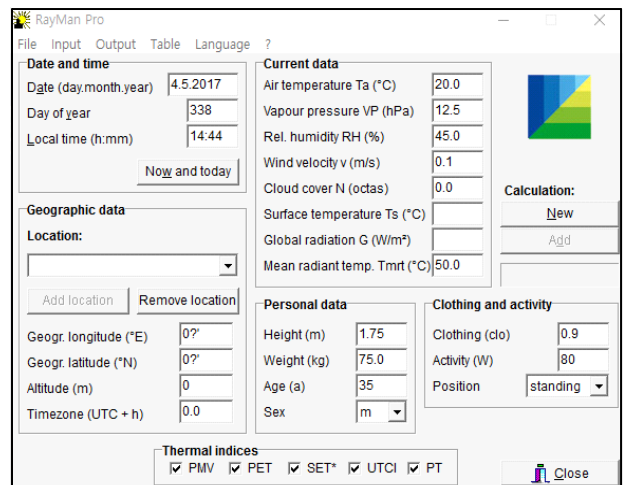 RayMan Pro
File Input Output Table Language ?
Date and time
Date (day.month.year) 4.5.2017
Day of year 338
Local time (h:mm) 14:44
Now and today
Geographic data
Location:
Add location Remove location
Geogr. longitude (°E) 0?'
Geogr. latitude (°N) 0?'
Altitude (m) 0
Timezone (UTC + h) 0.0
Current data
Air temperature Ta (°C) 20.0
Vapour pressure VP (hPa) 12.5
Rel. humidity RH (%) 45.0
Wind velocity v (m/s) 0.1
Cloud cover N (octas) 0.0
Surface temperature Ts (°C)
Global radiation G (W/m²)
Mean radiant temp. Tmrt (°C) 50.0
Calculation:
New
Add
Personal data
Height (m) 1.75
Weight (kg) 75.0
Age (a) 35
Sex m
Clothing and activity
Clothing (clo) 0.9
Activity (W) 80
Position standing
Thermal indices
PMV PET SET* UTCI PT
Close